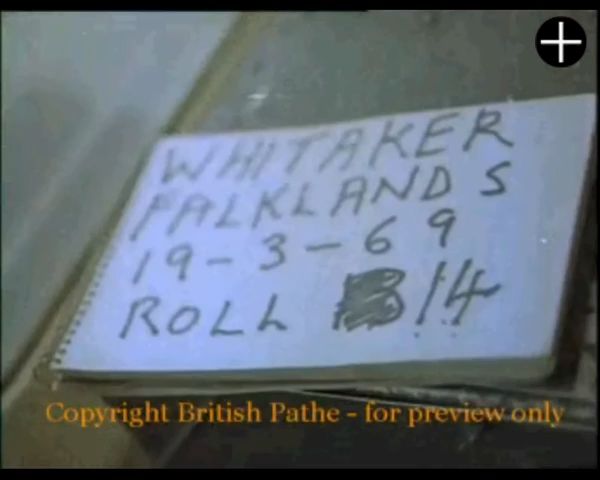 WHITAKER
FALKLANDS
19-3-69
ROLL 14
Copyright British Pathe - for preview only